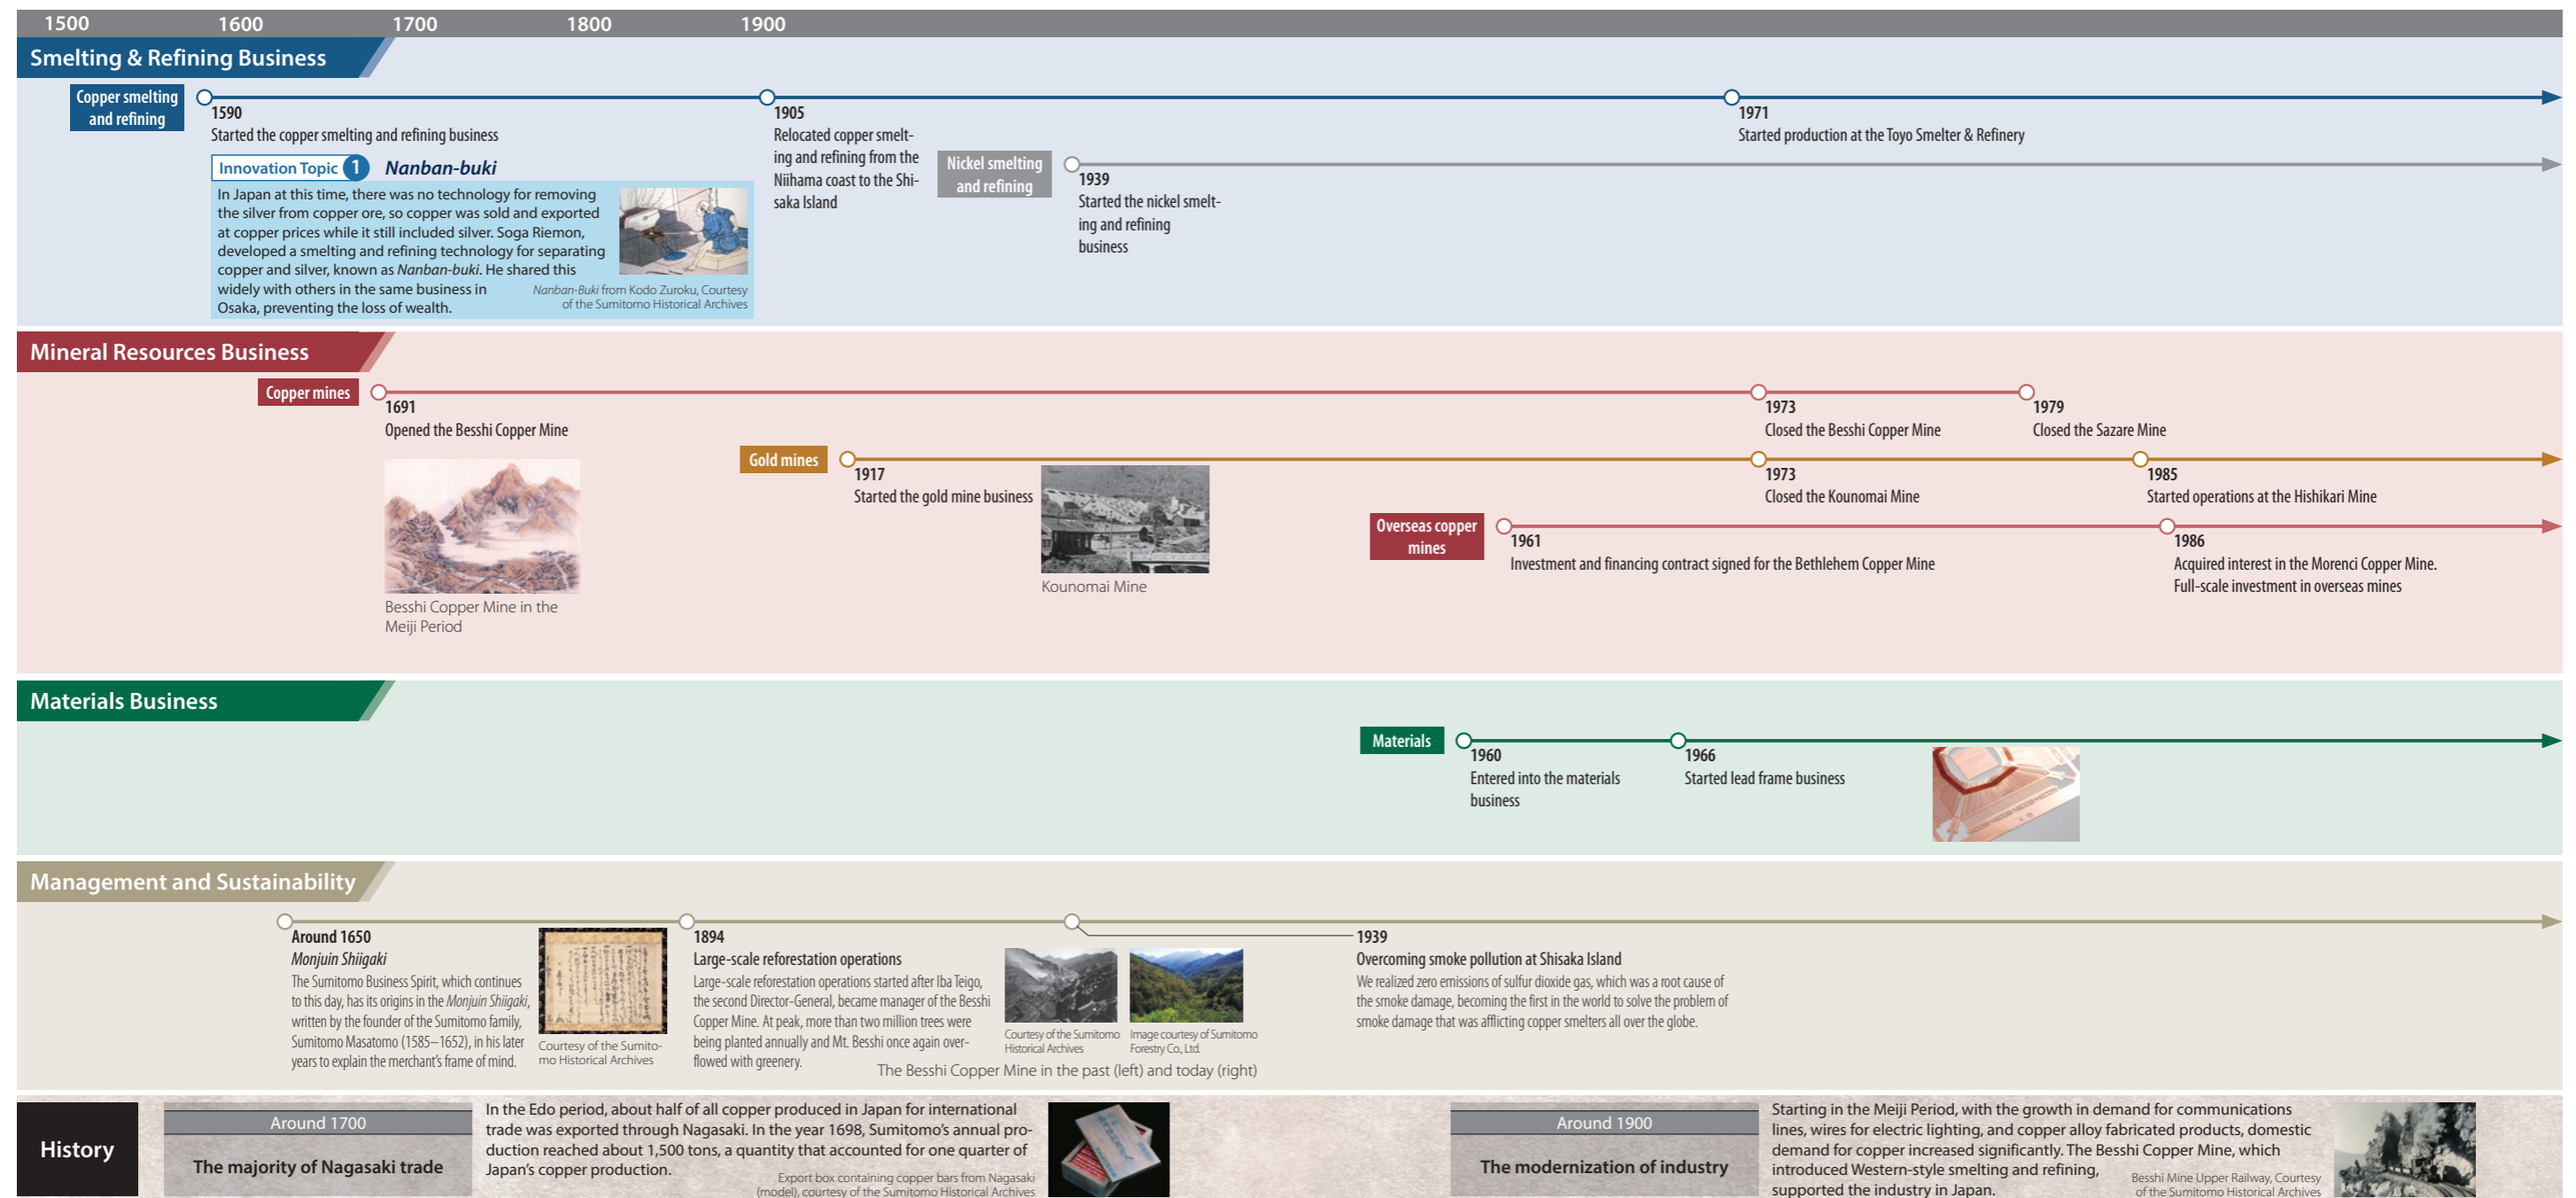 1500 1600 1700 1800 1900
Smelting & Refining Business
Copper smelting
and refining
1590
Started the copper smelting and refining business
Innovation Topic 1 Nanban-buki
In Japan at this time, there was no technology for removing
the silver from copper ore, so copper was sold and exported
at copper prices while it still included silver. Soga Riemon,
developed a smelting and refining technology for separating
copper and silver, known as Nanban-buki. He shared this
widely with others in the same business in
Osaka, preventing the loss of wealth.
Nanban-Buki from Kodo Zuroku, Courtesy
of the Sumitomo Historical Archives
1905
Relocated copper smelt-
ing and refining from the
Niihama coast to the Shi-
saka Island
Nickel smelting
and refining
1939
Started the nickel smelt-
ing and refining
business
1971
Started production at the Toyo Smelter & Refinery
Mineral Resources Business
Copper mines
1691
Opened the Besshi Copper Mine
Besshi Copper Mine in the
Meiji Period
1973
Closed the Besshi Copper Mine
1979
Closed the Sazare Mine
Gold mines
1917
Started the gold mine business
Kounomai Mine
1973
Closed the Kounomai Mine
1985
Started operations at the Hishikari Mine
Overseas copper
mines
1961
Investment and financing contract signed for the Bethlehem Copper Mine
1986
Acquired interest in the Morenci Copper Mine.
Full-scale investment in overseas mines
Materials Business
Materials
1960
Entered into the materials
business
1966
Started lead frame business
Management and Sustainability
Around 1650
Monjuin Shiigaki
The Sumitomo Business Spirit, which continues
to this day, has its origins in the Monjuin Shiigaki,
written by the founder of the Sumitomo family,
Sumitomo Masatomo (1585–1652), in his later
years to explain the merchant's frame of mind.
Courtesy of the Sumito-
mo Historical Archives
1894
Large-scale reforestation operations
Large-scale reforestation operations started after Iba Teigo,
the second Director-General, became manager of the Besshi
Copper Mine. At peak, more than two million trees were
being planted annually and Mt. Besshi once again over-
flowed with greenery.
Courtesy of the Sumitomo
Historical Archives
Image courtesy of Sumitomo
Forestry Co., Ltd.
The Besshi Copper Mine in the past (left) and today (right)
1939
Overcoming smoke pollution at Shisaka Island
We realized zero emissions of sulfur dioxide gas, which was a root cause of
the smoke damage, becoming the first in the world to solve the problem of
smoke damage that was afflicting copper smelters all over the globe.
History
Around 1700
The majority of Nagasaki trade
In the Edo period, about half of all copper produced in Japan for international
trade was exported through Nagasaki. In the year 1698, Sumitomo's annual pro-
duction reached about 1,500 tons, a quantity that accounted for one quarter of
Japan's copper production.
Export box containing copper bars from Nagasaki
(model), courtesy of the Sumitomo Historical Archives
Around 1900
The modernization of industry
Starting in the Meiji Period, with the growth in demand for communications
lines, wires for electric lighting, and copper alloy fabricated products, domestic
demand for copper increased significantly. The Besshi Copper Mine, which
introduced Western-style smelting and refining,
supported the industry in Japan.
Besshi Mine Upper Railway, Courtesy
of the Sumitomo Historical Archives